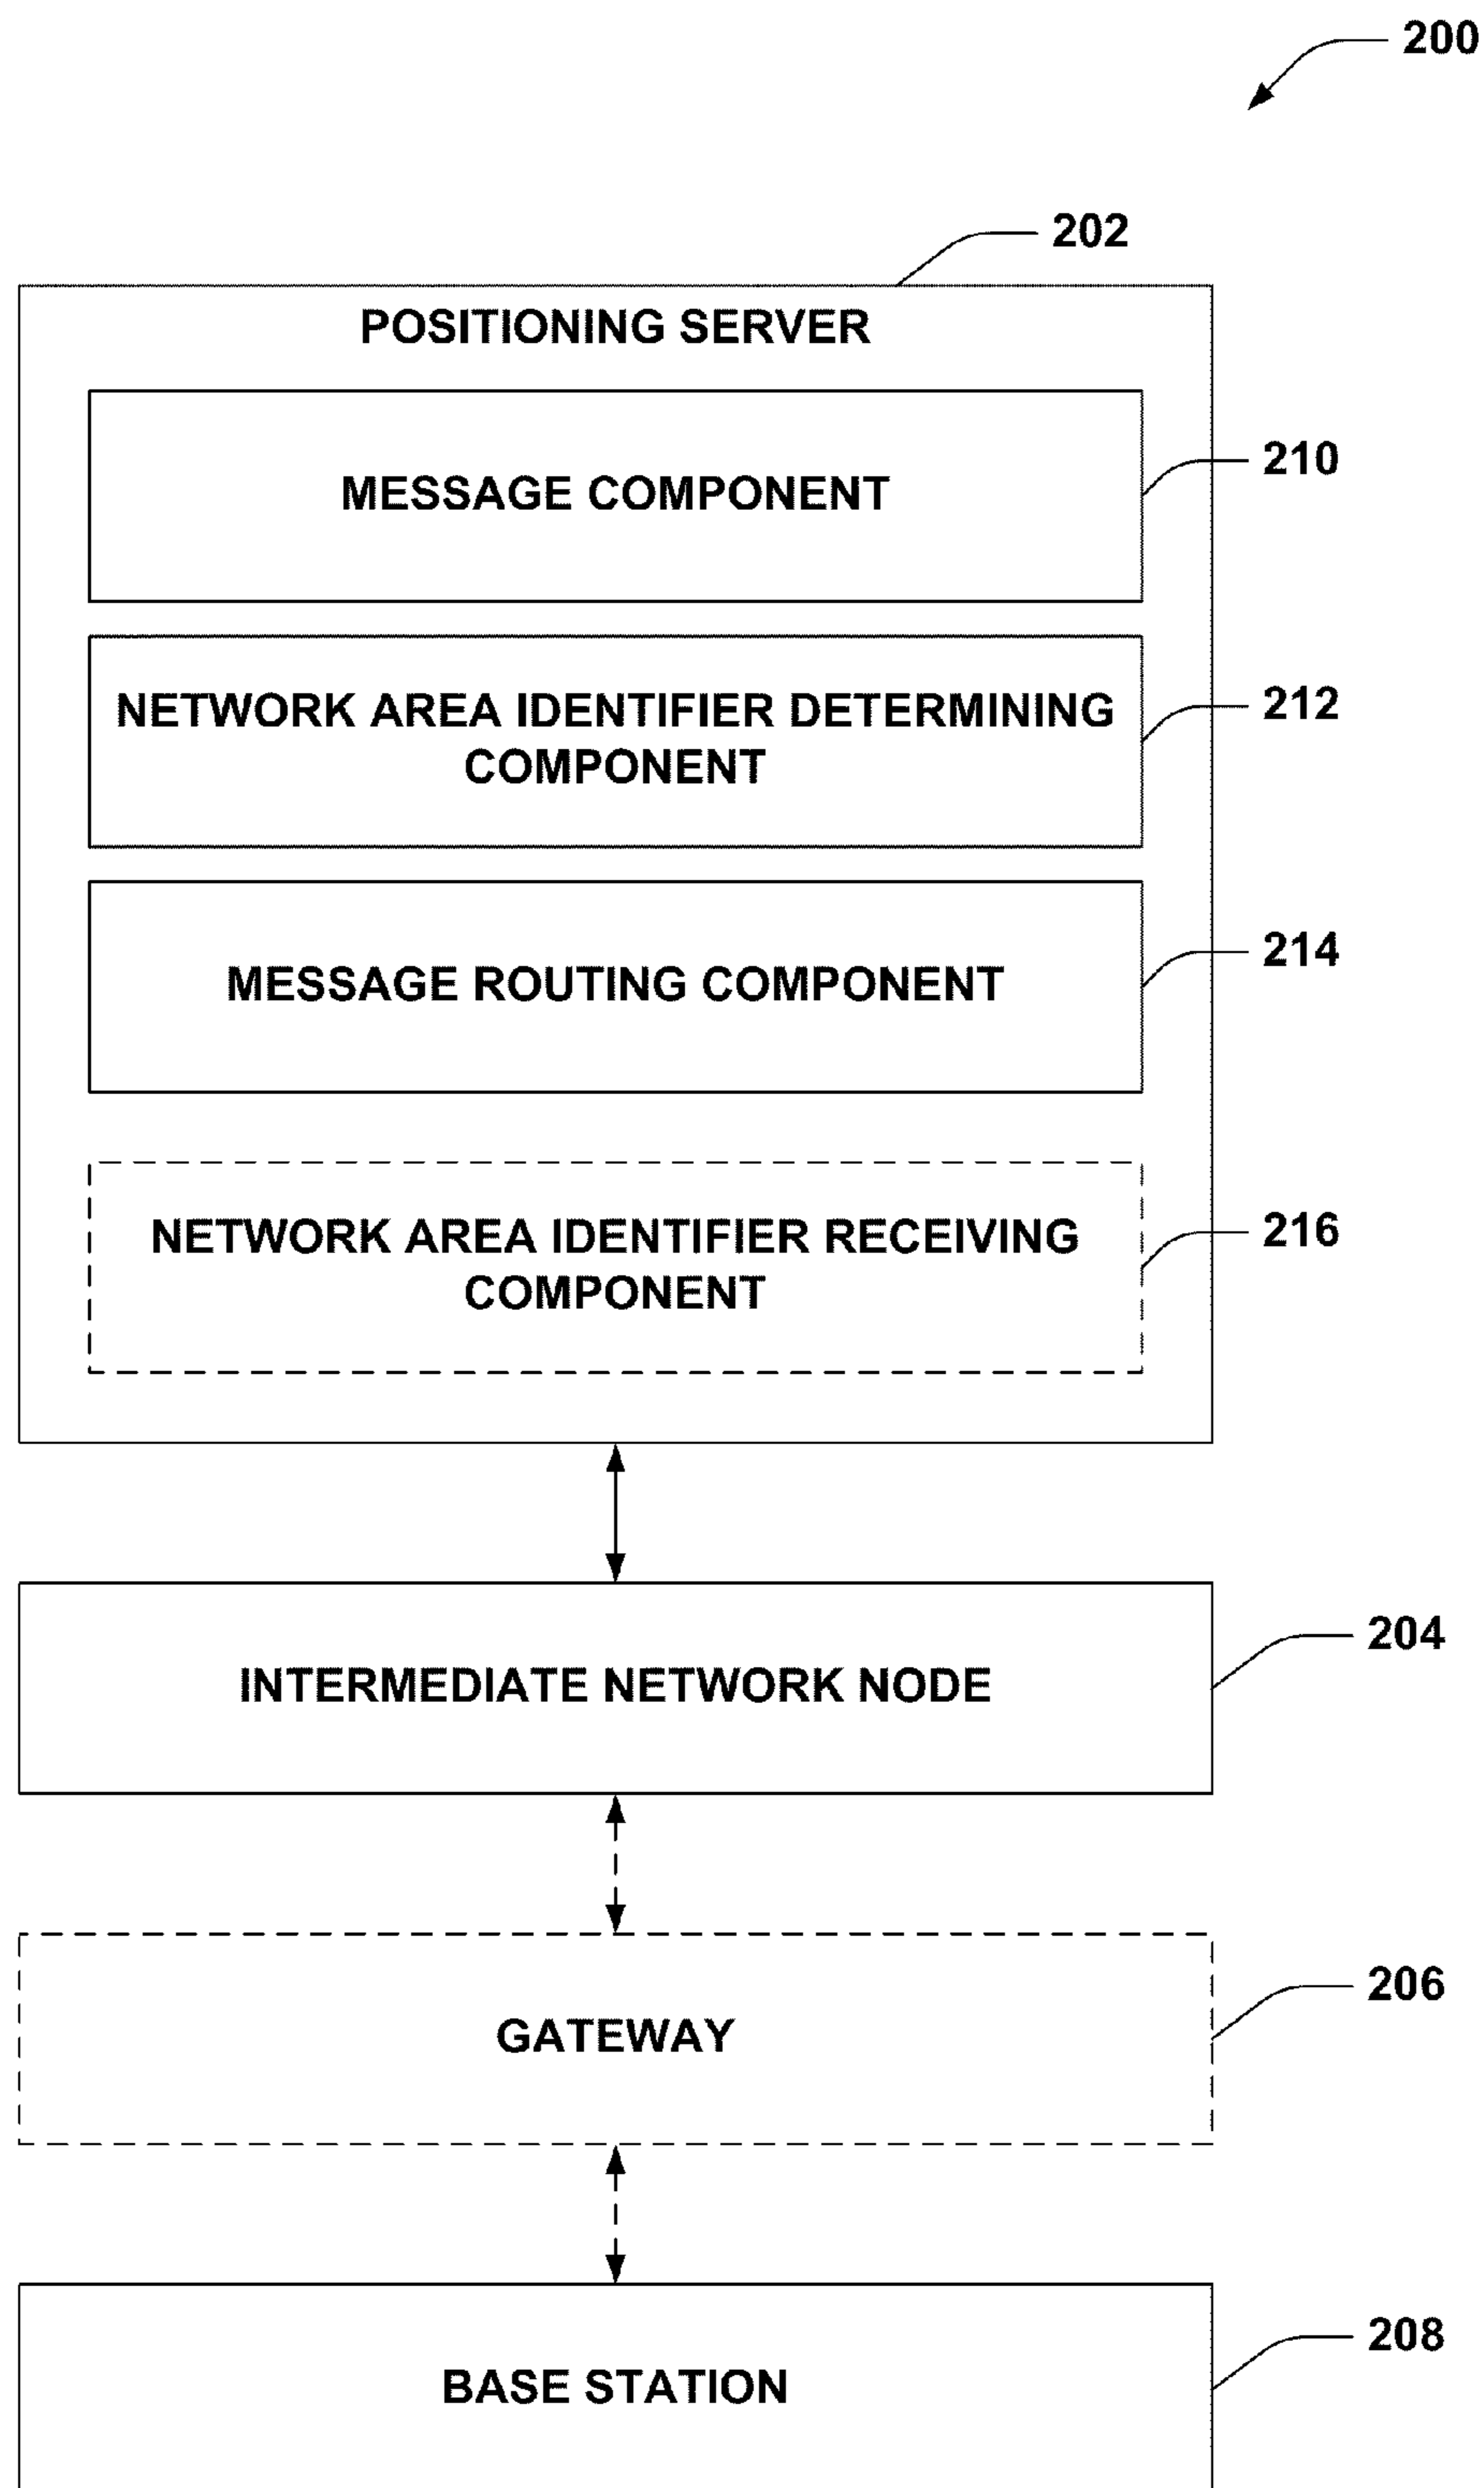 200
202
POSITIONING SERVER
MESSAGE COMPONENT
210
NETWORK AREA IDENTIFIER DETERMINING
COMPONENT
212
MESSAGE ROUTING COMPONENT
214
NETWORK AREA IDENTIFIER RECEIVING
COMPONENT
216
INTERMEDIATE NETWORK NODE
204
GATEWAY
206
BASE STATION
208